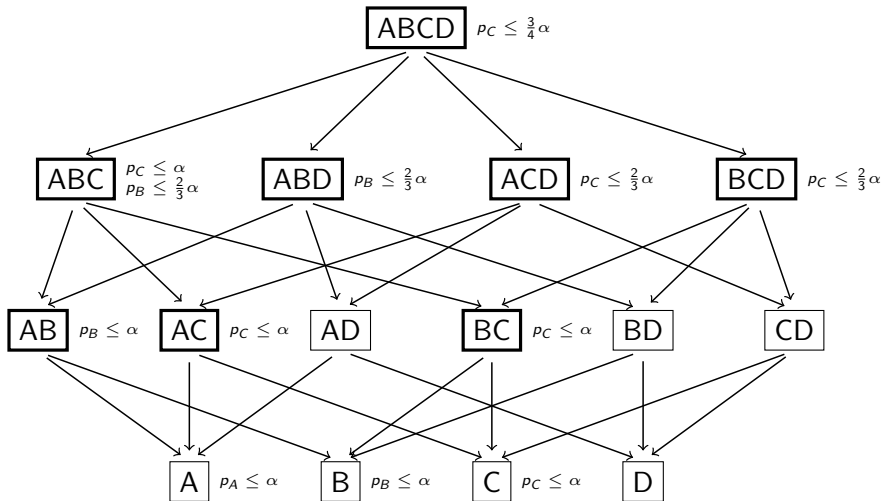 ABCD p_C ≤ 3/4 α
ABC p_C ≤ α
p_B ≤ 2/3 α
ABD p_B ≤ 2/3 α
ACD p_C ≤ 2/3 α
BCD p_C ≤ 2/3 α
AB p_B ≤ α
AC p_C ≤ α
AD
BC p_C ≤ α
BD
CD
A p_A ≤ α
B p_B ≤ α
C p_C ≤ α
D